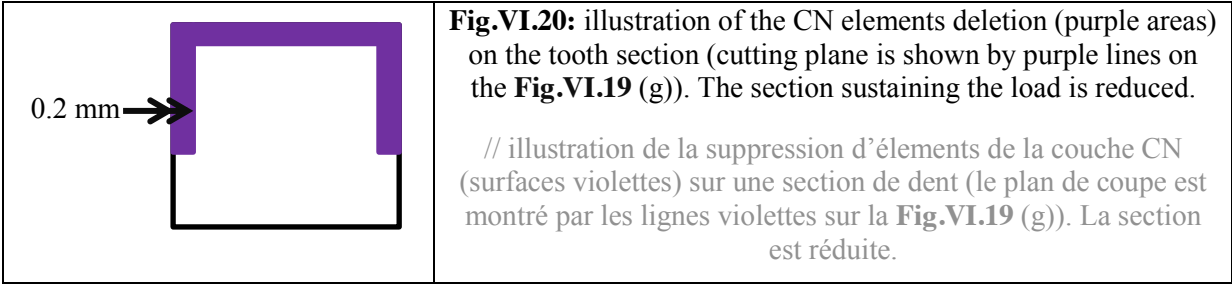 0.2 mm
Fig.VI.20: illustration of the CN elements deletion (purple areas)
on the tooth section (cutting plane is shown by purple lines on
the Fig.VI.19 (g)). The section sustaining the load is reduced.
// illustration de la suppression d’élements de la couche CN
(surfaces violettes) sur une section de dent (le plan de coupe est
montré par les lignes violettes sur la Fig.VI.19 (g)). La section
est réduite.